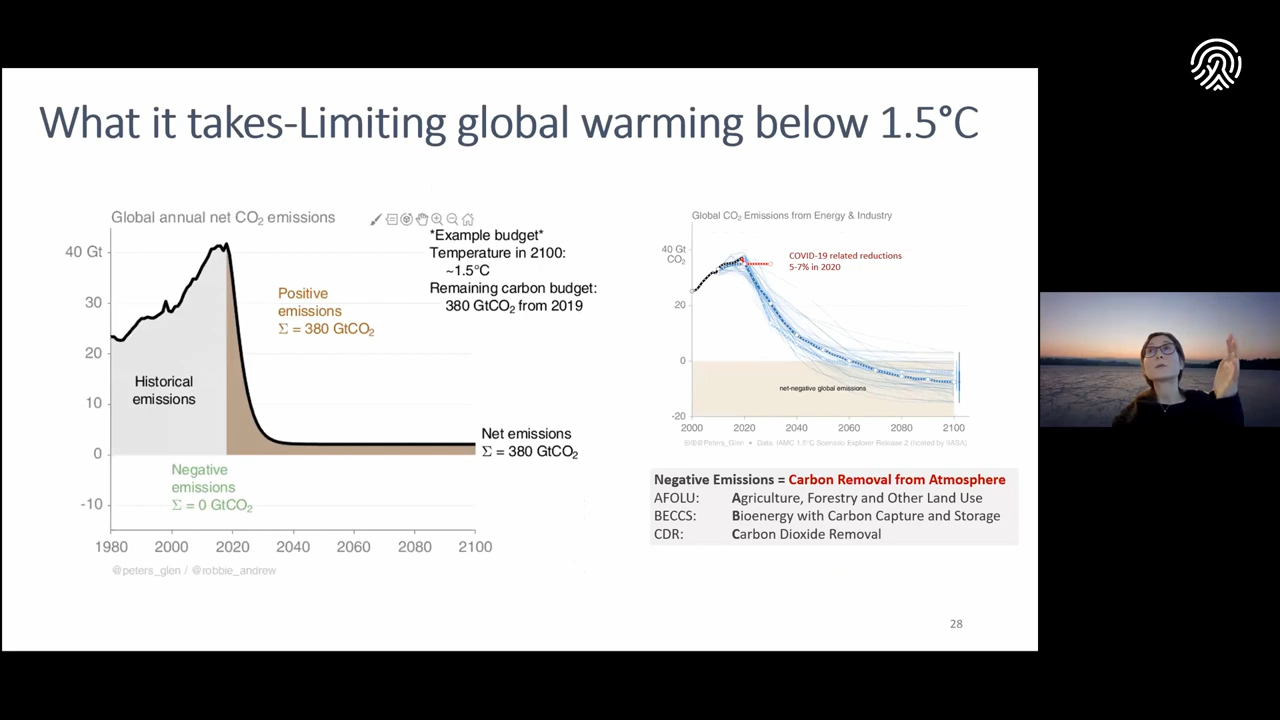 What it takes-Limiting global warming below 1.5°C
Global annual net CO₂ emissions
*Example budget*
Temperature in 2100:
~1.5°C
Remaining carbon budget:
380 GtCO₂ from 2019
40 Gt
30
20
10
0
-10
Positive
emissions
Σ = 380 GtCO₂
Historical
emissions
Net emissions
Σ = 380 GtCO₂
Negative
emissions
Σ = 0 GtCO₂
1980 2000 2020 2040 2060 2080 2100
@peters_glen / @robbie_andrew
Global CO₂ Emissions from Energy & Industry
40 Gt
CO₂
20
0
-20
COVID-19 related reductions
5-7% in 2020
net-negative global emissions
2000 2020 2040 2060 2080 2100
@Peters_Glen • Data: IAMC 1.5°C Scenario Explorer Release 2 (hosted by IIASA)
Negative Emissions = Carbon Removal from Atmosphere
AFOLU: Agriculture, Forestry and Other Land Use
BECCS: Bioenergy with Carbon Capture and Storage
CDR: Carbon Dioxide Removal
28